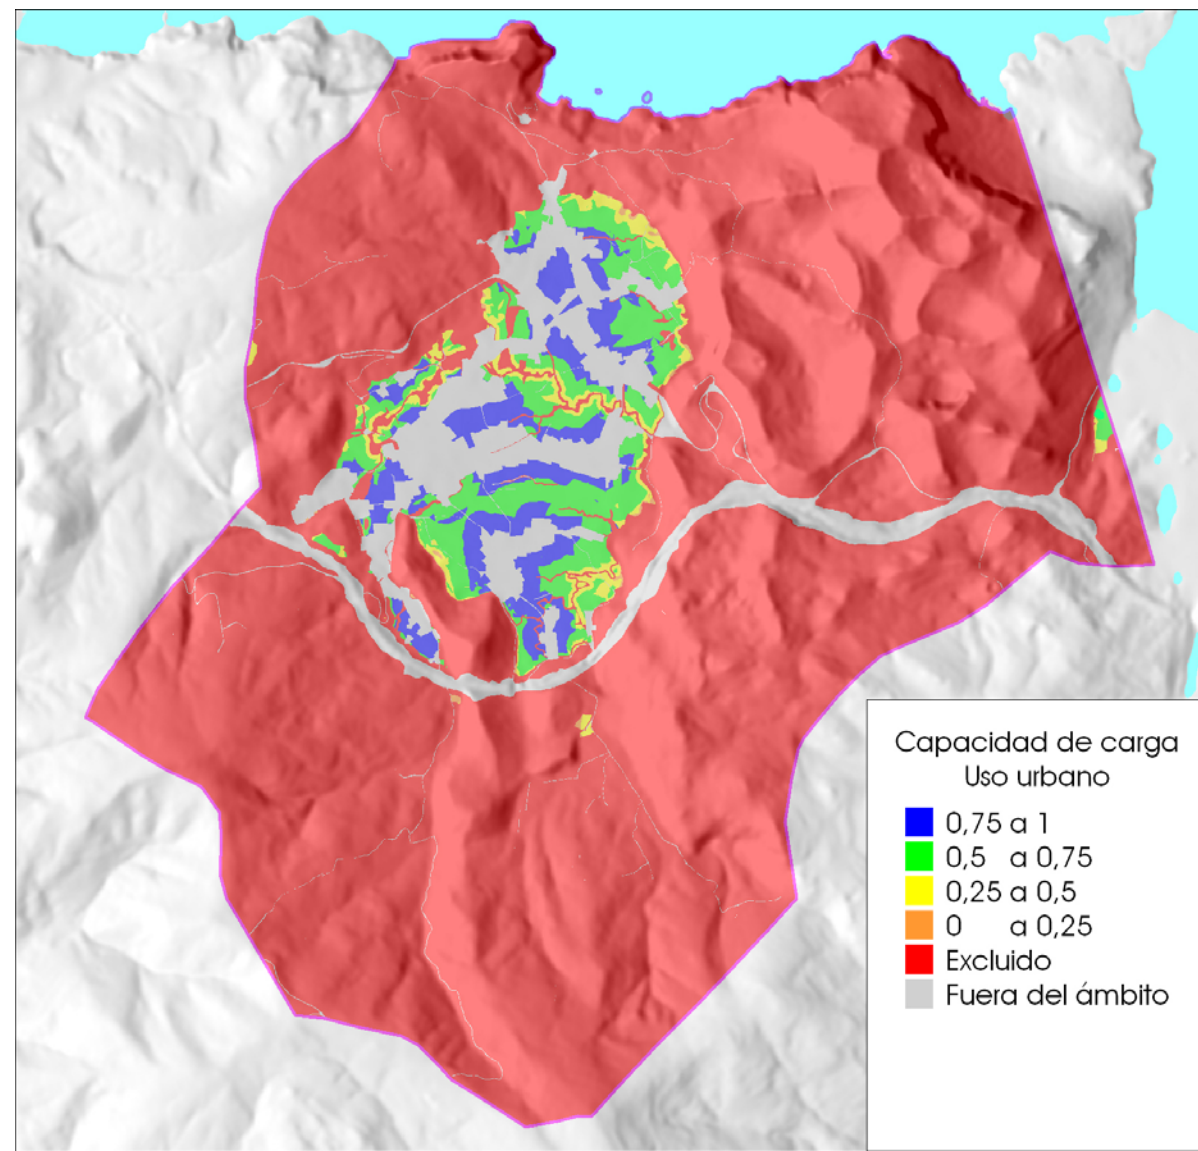 Capacidad de carga
Uso urbano
0,75 a 1
0,5 a 0,75
0,25 a 0,5
0 a 0,25
Excluido
Fuera del ámbito